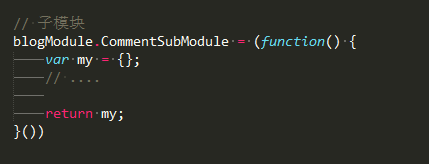 // 子模块
blogModule.CommentSubModule = (function() {
    var my = {};
    // ....

    return my;
}())